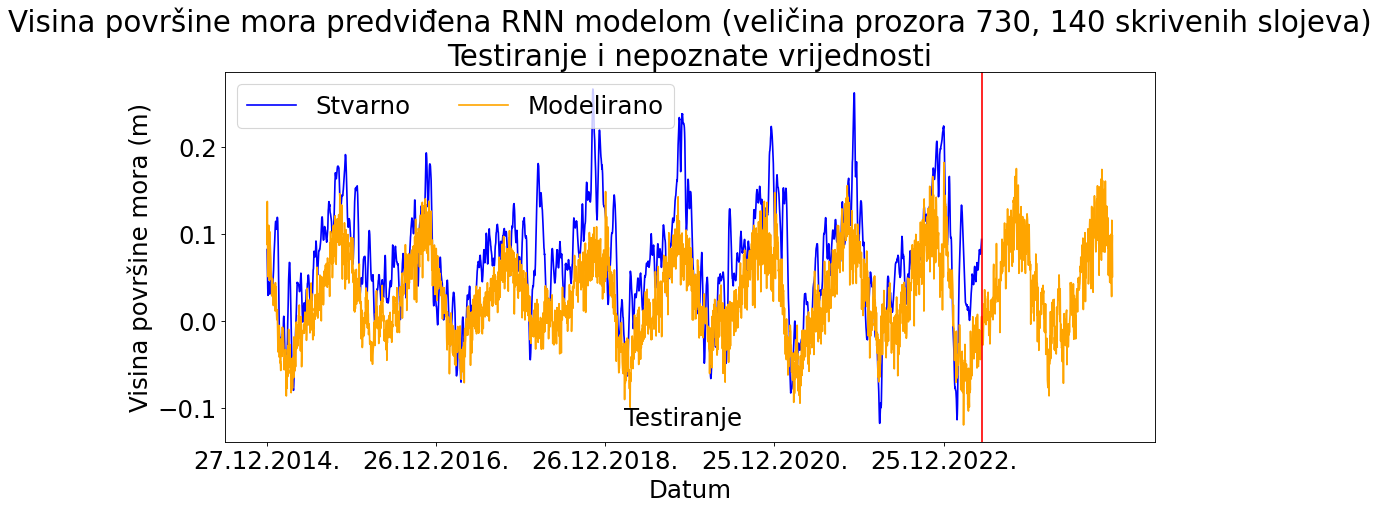 Visina površine mora predviđena RNN modelom (veličina prozora 730, 140 skrivenih slojeva)
Testiranje i nepoznate vrijednosti
Stvarno
Modelirano
Visina površine mora (m)
0.2
0.1
0.0
−0.1
Testiranje
27.12.2014.
26.12.2016.
26.12.2018.
25.12.2020.
25.12.2022.
Datum